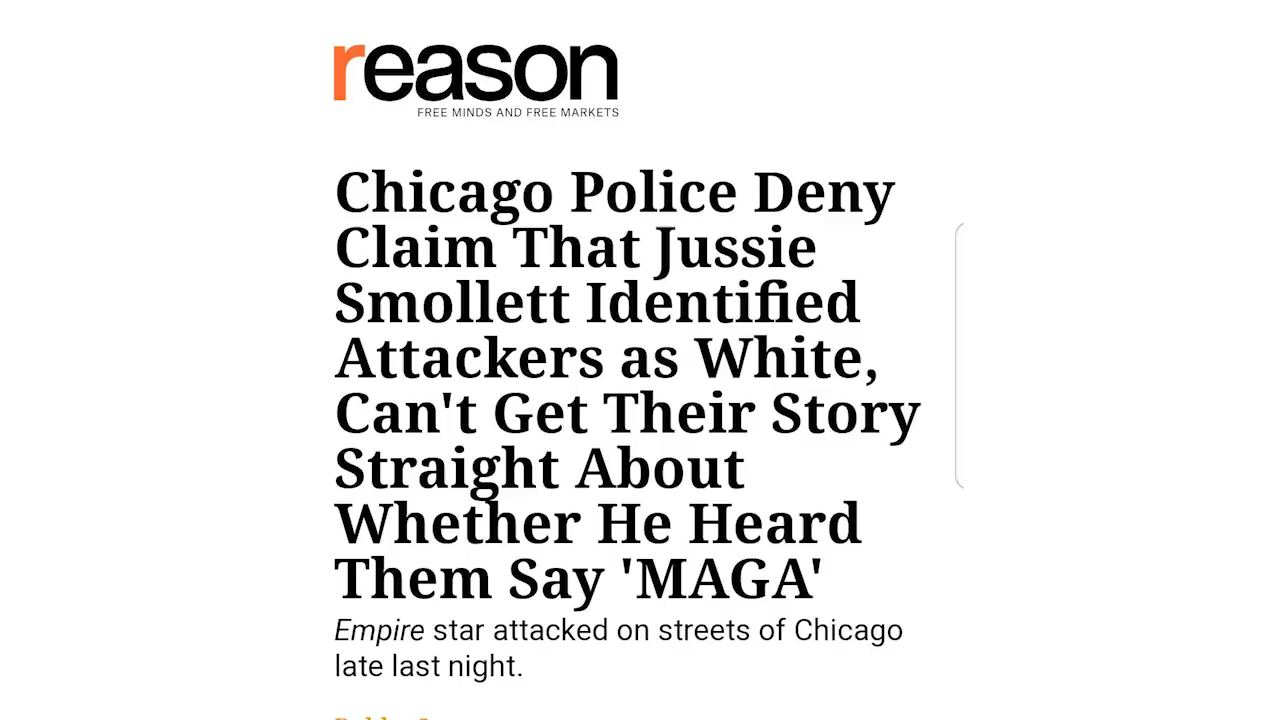 reason
FREE MINDS AND FREE MARKETS
Chicago Police Deny
Claim That Jussie
Smollett Identified
Attackers as White,
Can't Get Their Story
Straight About
Whether He Heard
Them Say 'MAGA'
Empire star attacked on streets of Chicago
late last night.